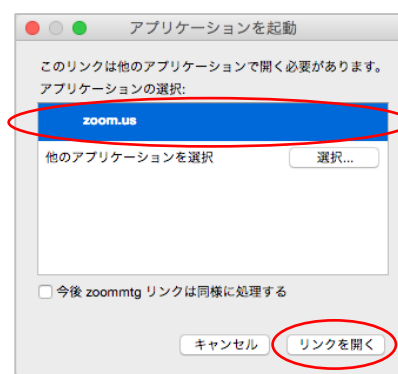 アプリケーションを起動
このリンクは他のアプリケーションで開く必要があります。
アプリケーションの選択:
zoom.us
他のアプリケーションを選択 選択...
今後 zoommtg リンクは同様に処理する
キャンセル リンクを開く